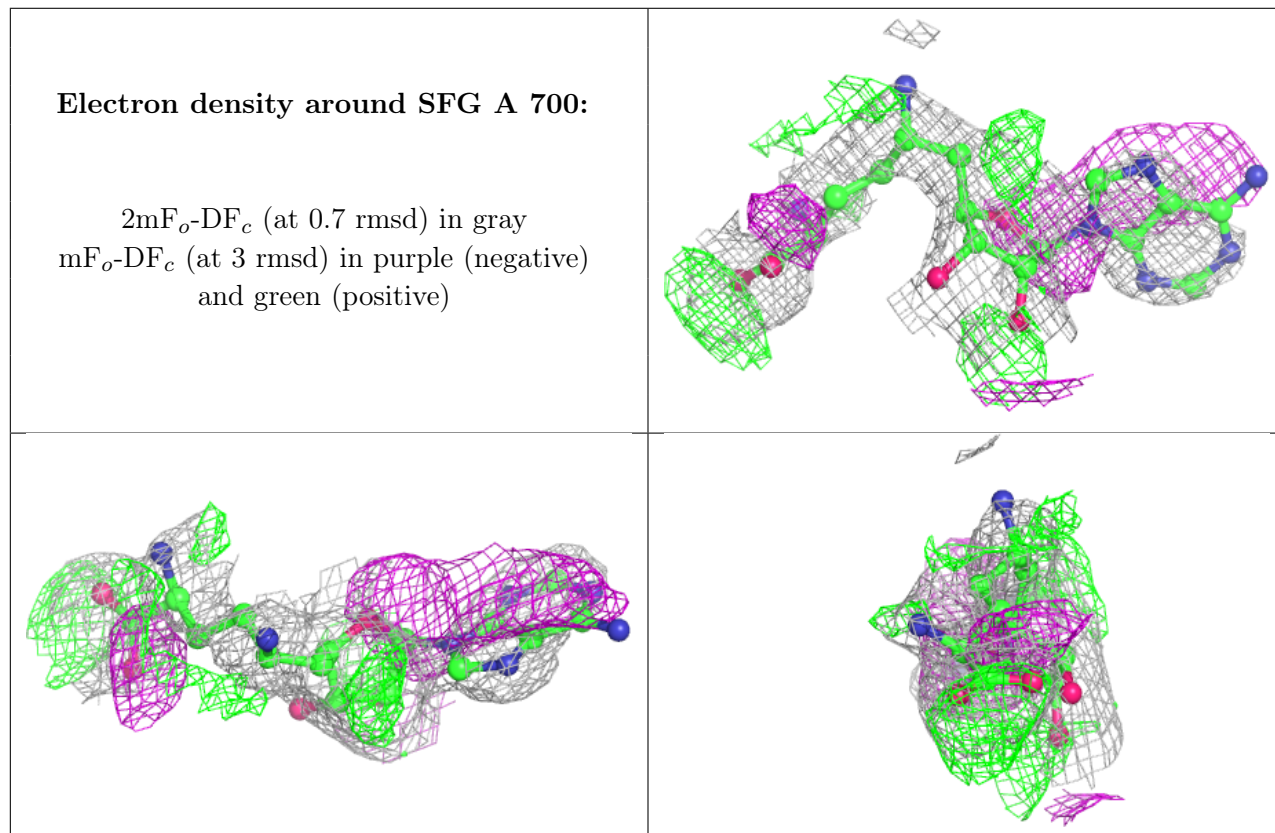 Electron density around SFG A 700:
2mFo-DFc (at 0.7 rmsd) in gray
mFo-DFc (at 3 rmsd) in purple (negative)
and green (positive)